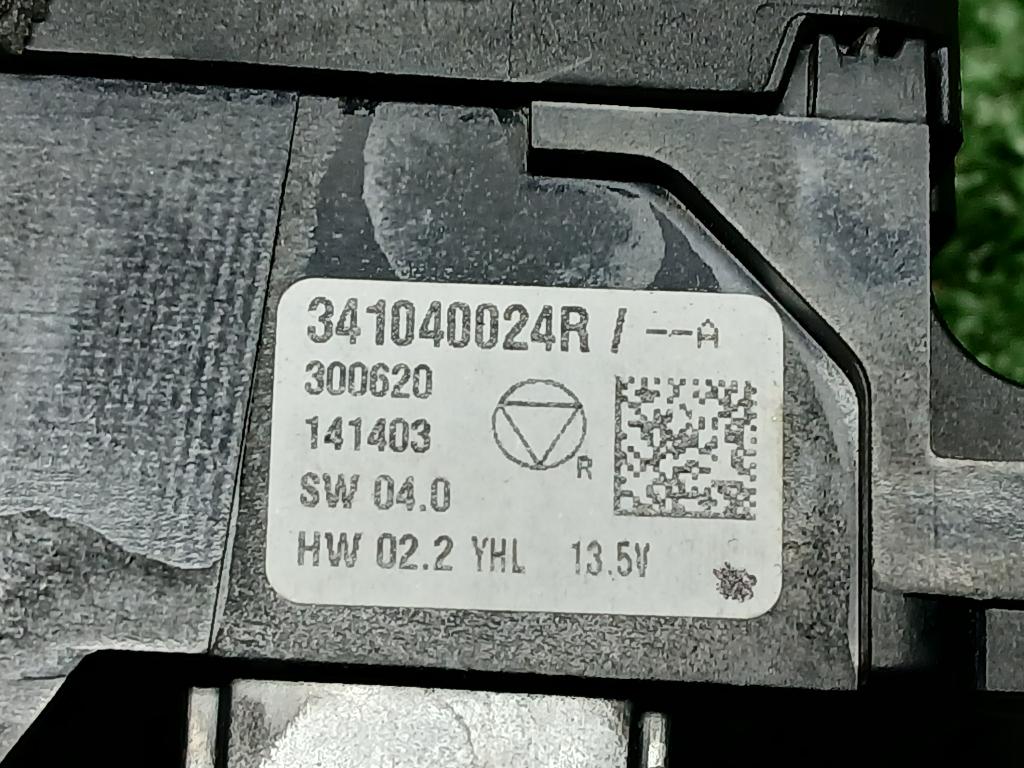 341040024R / --A
300620
141403
R
SW 04.0
HW 02.2 YHL 13.5V